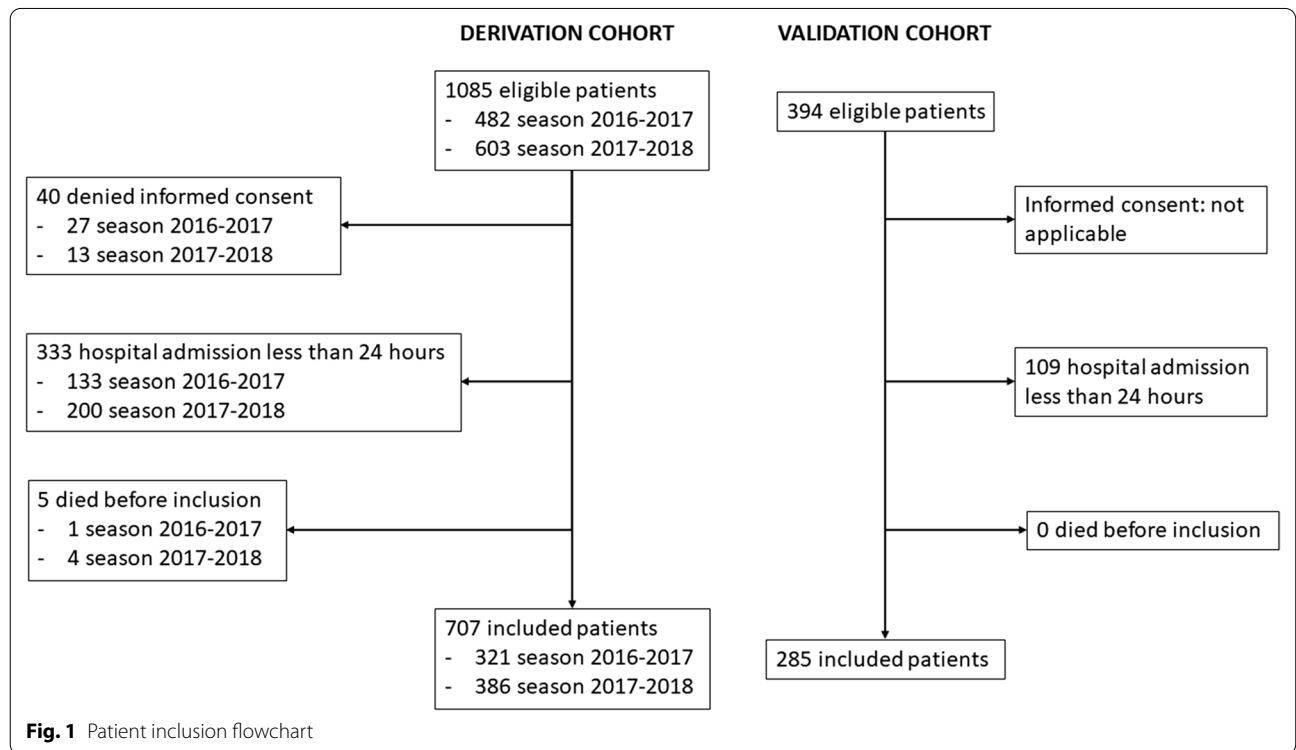 DERIVATION COHORT
1085 eligible patients
- 482 season 2016-2017
- 603 season 2017-2018
40 denied informed consent
- 27 season 2016-2017
- 13 season 2017-2018
333 hospital admission less than 24 hours
- 133 season 2016-2017
- 200 season 2017-2018
5 died before inclusion
- 1 season 2016-2017
- 4 season 2017-2018
707 included patients
- 321 season 2016-2017
- 386 season 2017-2018
VALIDATION COHORT
394 eligible patients
Informed consent: not
applicable
109 hospital admission
less than 24 hours
0 died before inclusion
285 included patients
Fig. 1 Patient inclusion flowchart